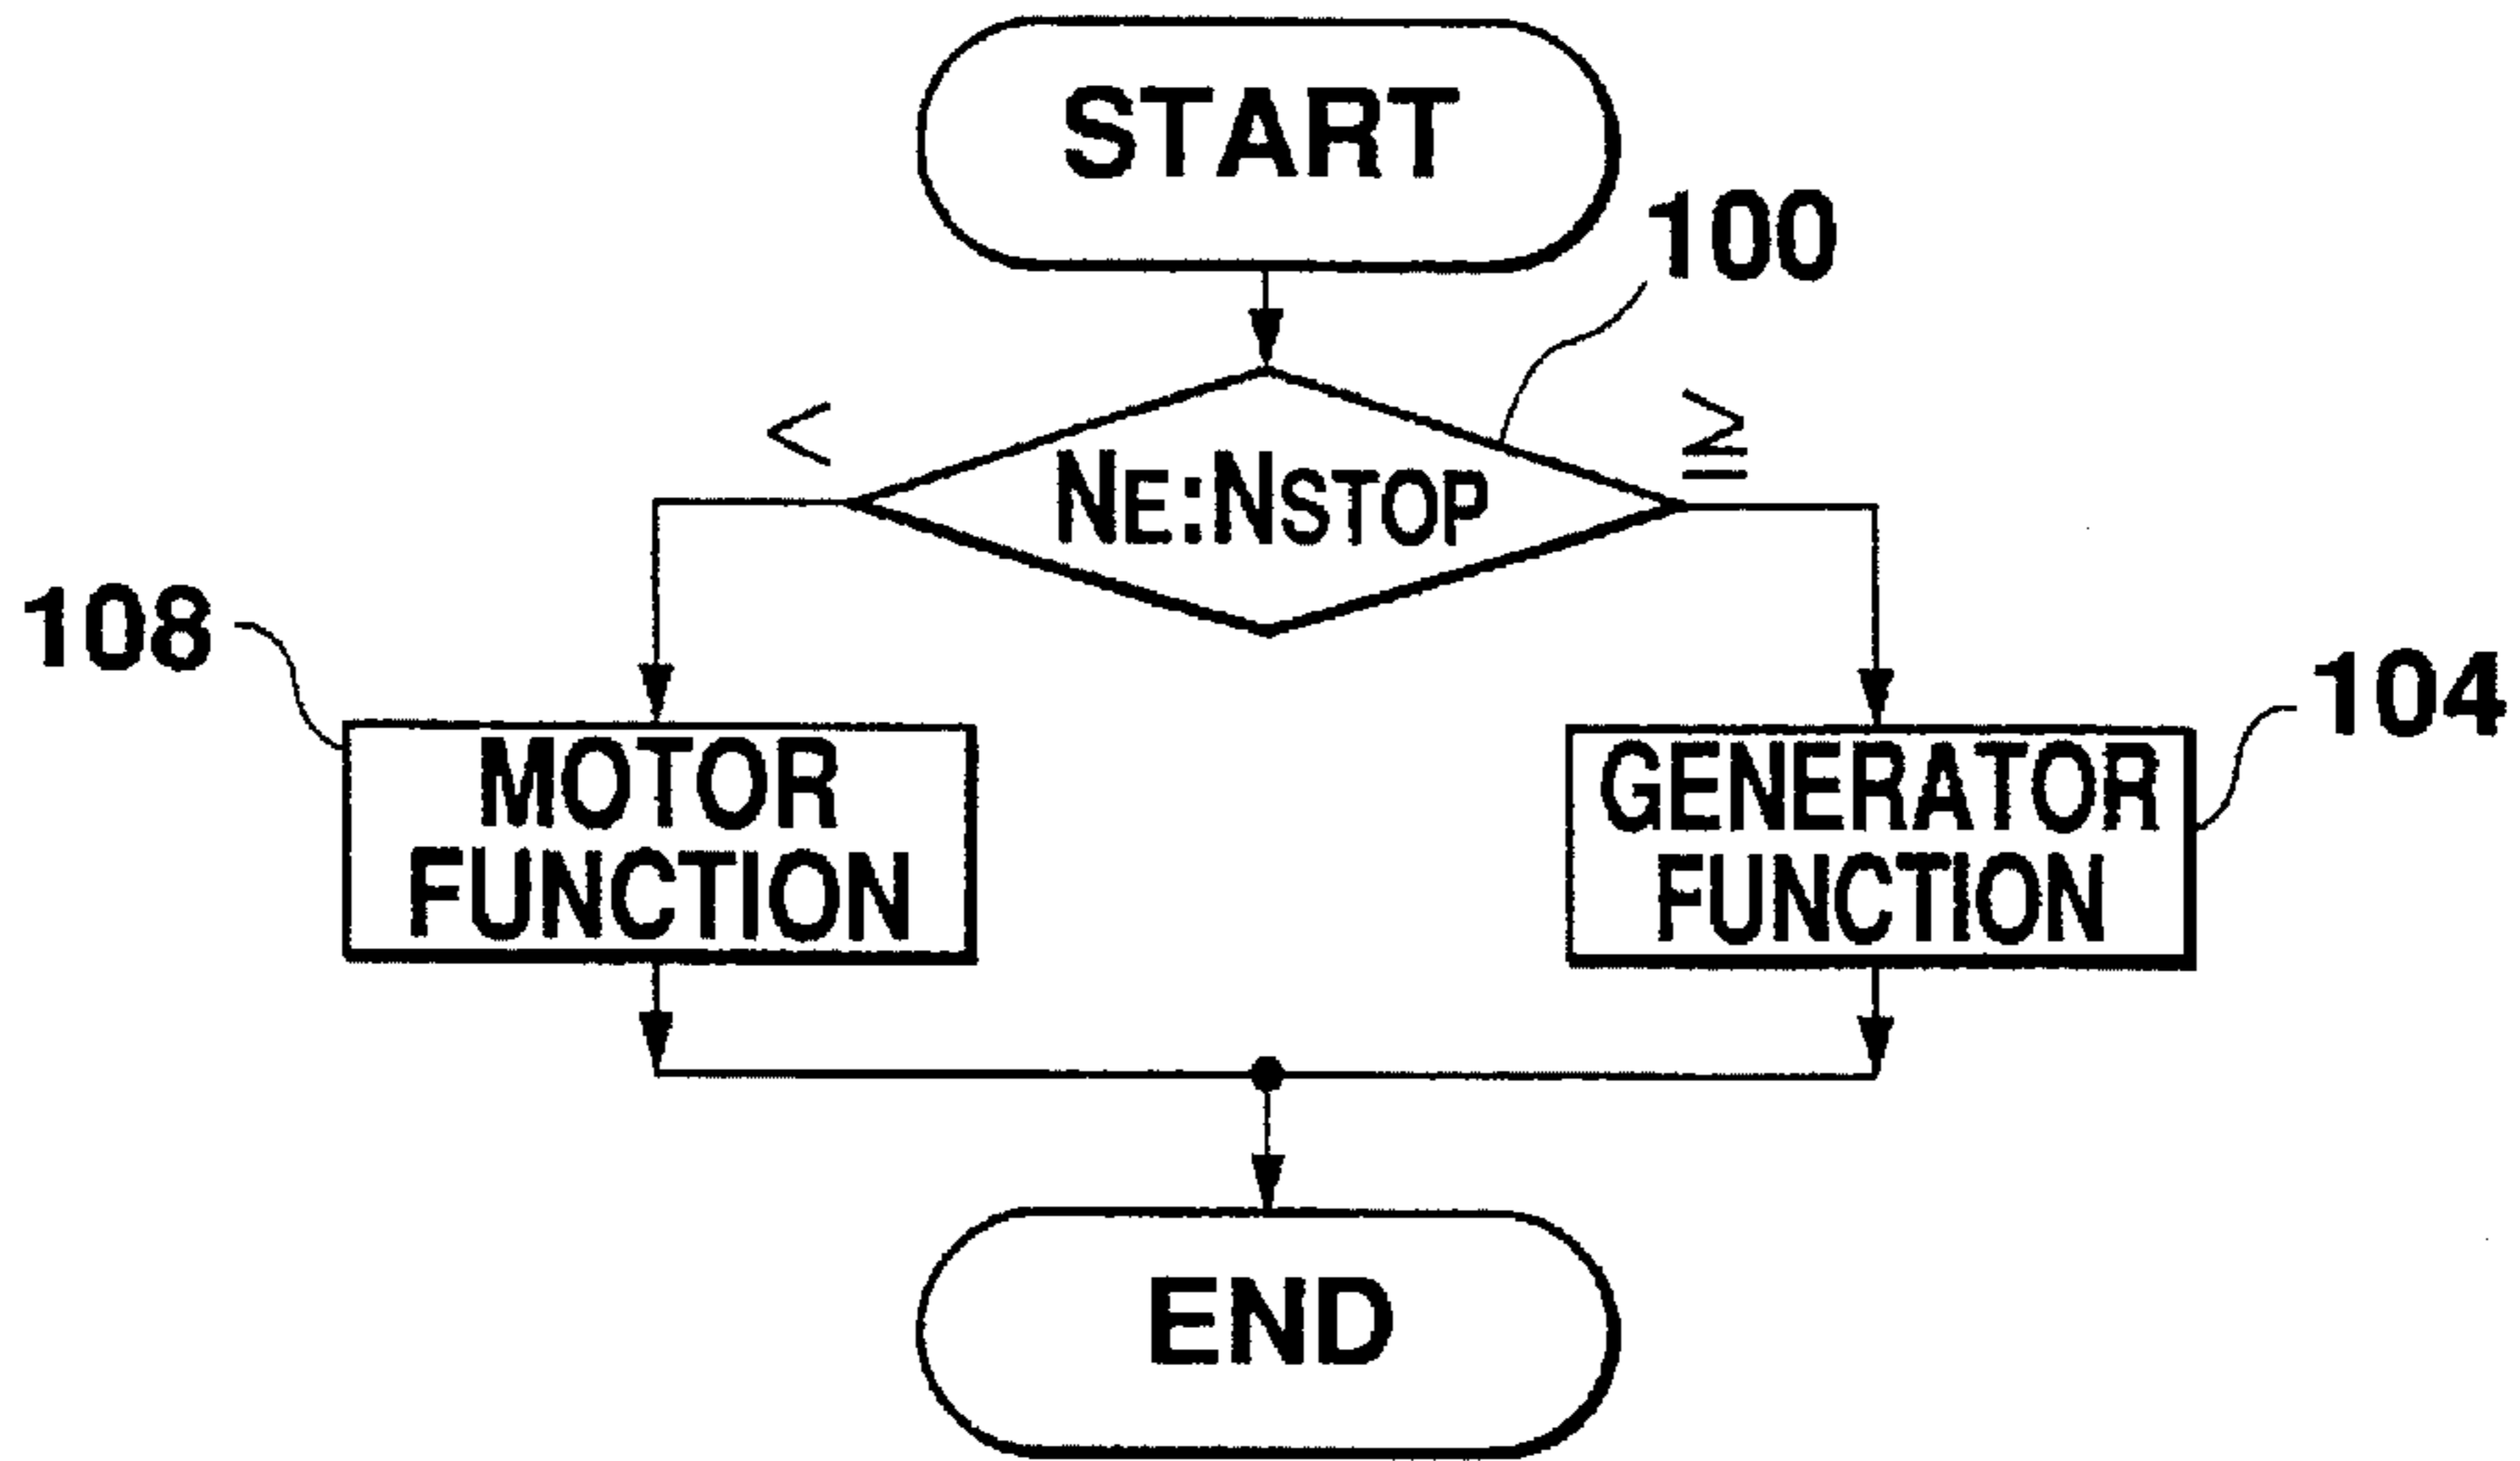 START
100
<
≧
NE:NSTOP
108
104
MOTOR
FUNCTION
GENERATOR
FUNCTION
END